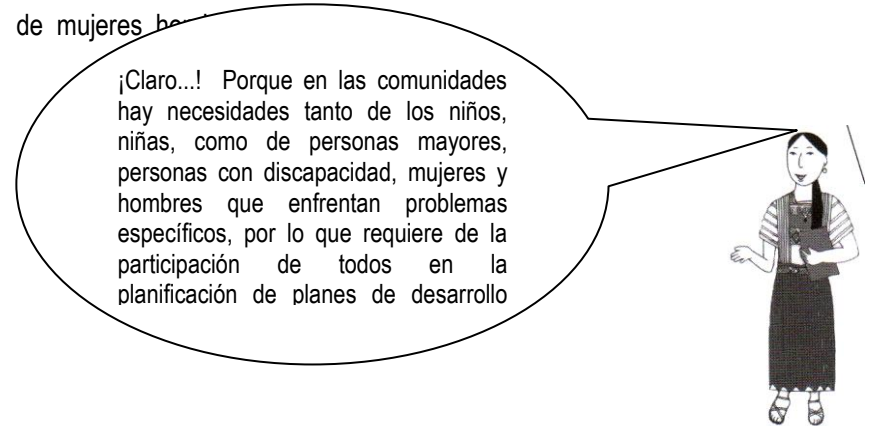 de mujeres
¡Claro...! Porque en las comunidades
hay necesidades tanto de los niños,
niñas, como de personas mayores,
personas con discapacidad, mujeres y
hombres que enfrentan problemas
específicos, por lo que requiere de la
participación de todos en la
planificación de planes de desarrollo